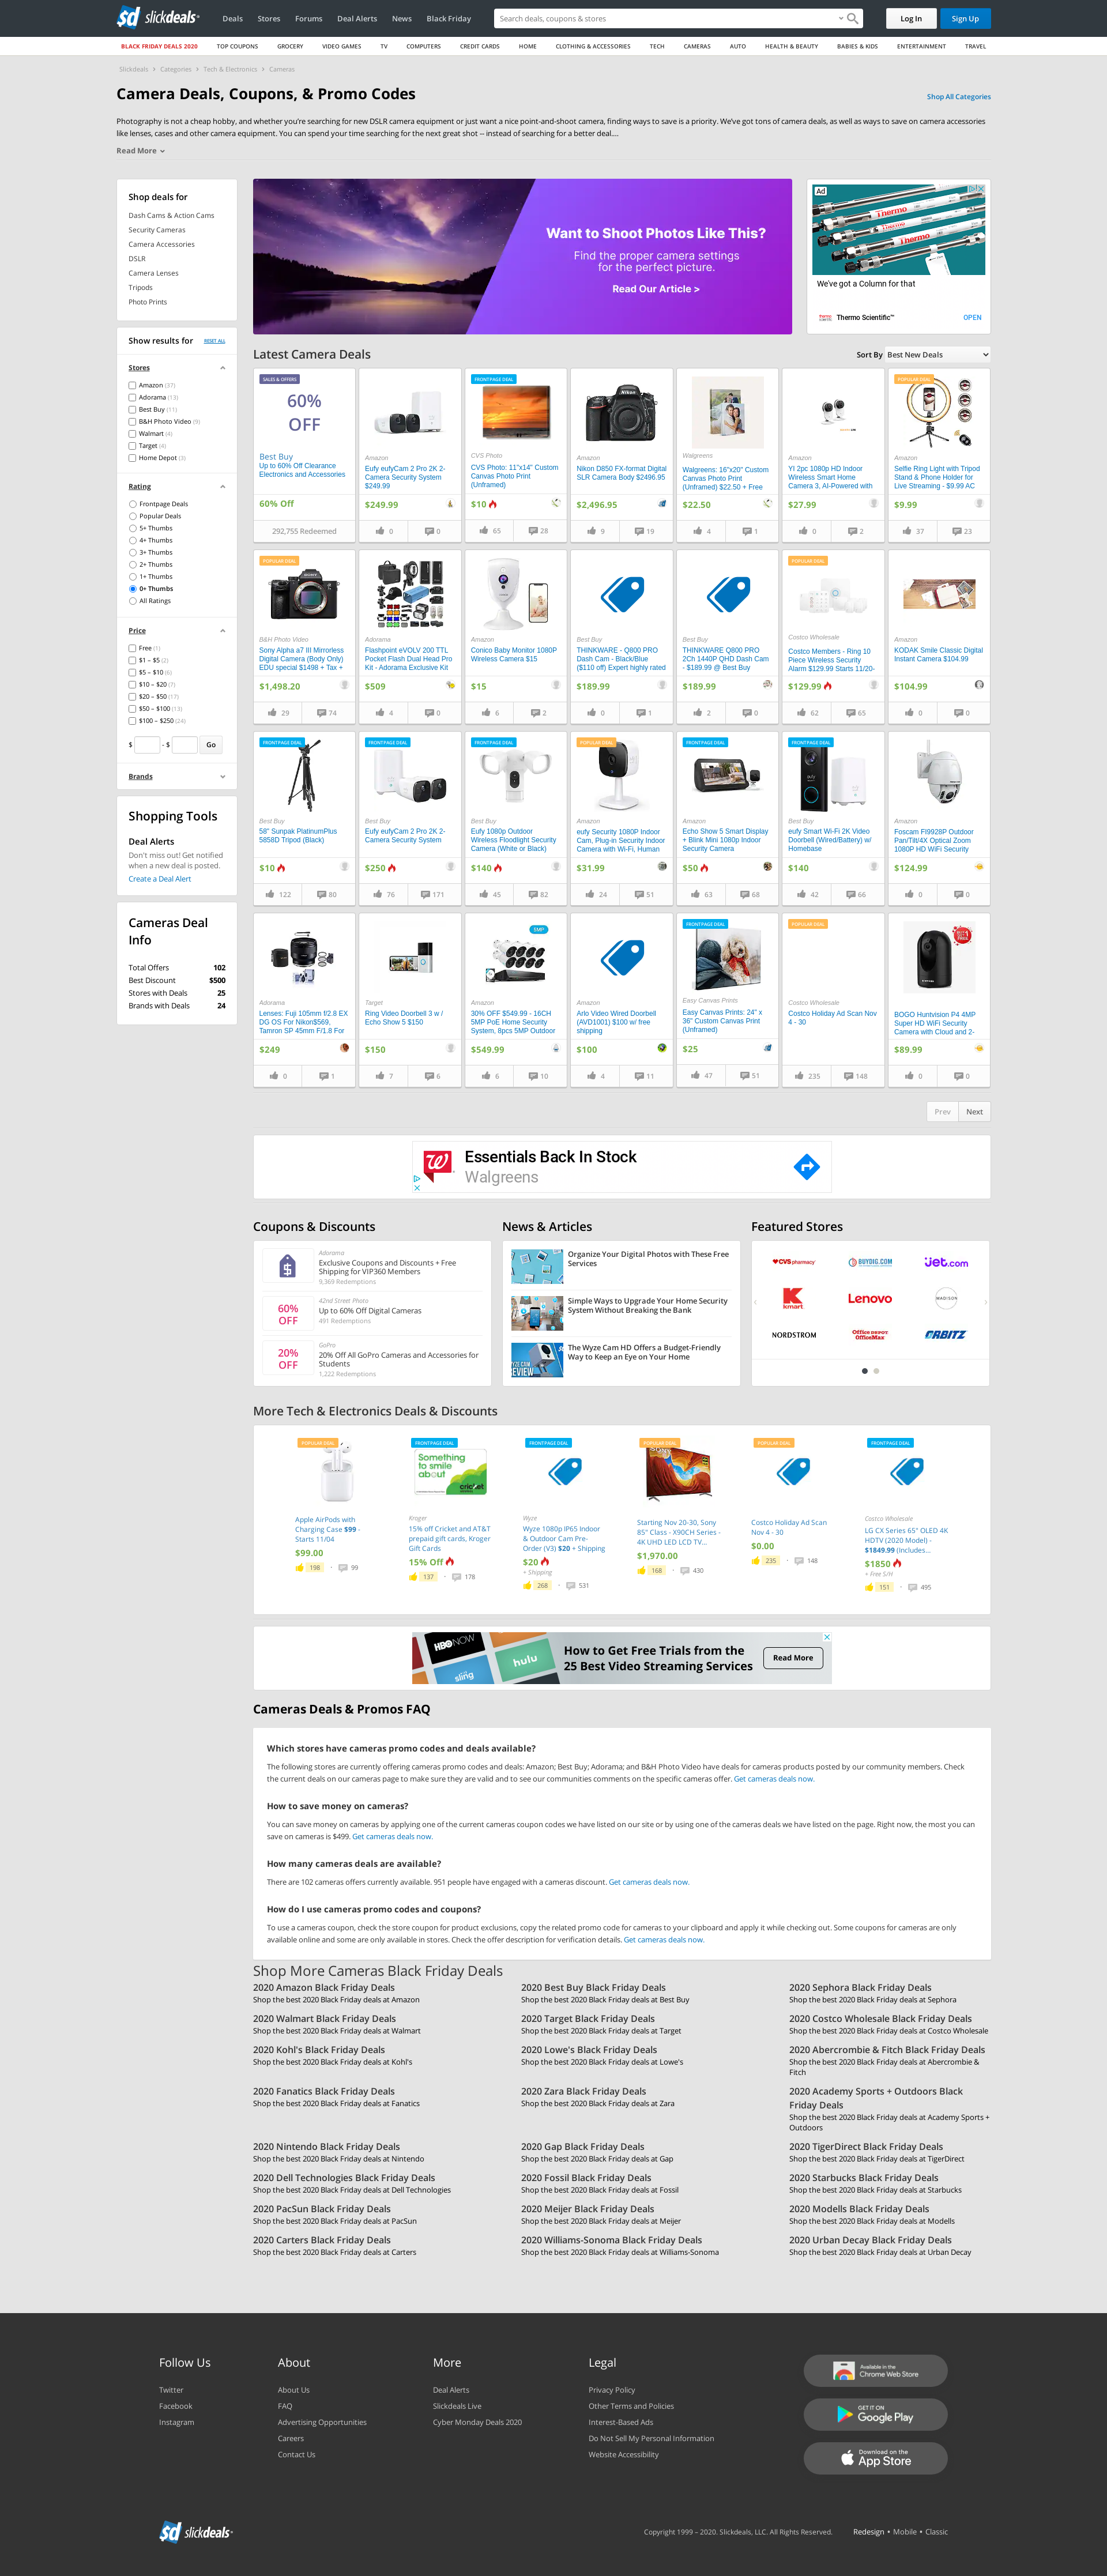 slickdeals
Deals
Stores
Forums
Deal Alerts
News
Black Friday
Search deals, coupons & stores
Log In
Sign Up
BLACK FRIDAY DEALS 2020
TOP COUPONS
GROCERY
VIDEO GAMES
TV
COMPUTERS
CREDIT CARDS
HOME
CLOTHING & ACCESSORIES
TECH
CAMERAS
AUTO
HEALTH & BEAUTY
BABIES & KIDS
ENTERTAINMENT
TRAVEL
Slickdeals > Categories > Tech & Electronics > Cameras
Camera Deals, Coupons, & Promo Codes
Shop All Categories
Photography is not a cheap hobby, and whether you're searching for new DSLR camera equipment or just want a nice point-and-shoot camera, finding ways to save is a priority. We've got tons of camera deals, as well as ways to save on camera accessories
like lenses, cases and other camera equipment. You can spend your time searching for the next great shot -- instead of searching for a better deal....
Read More
Shop deals for
Dash Cams & Action Cams
Security Cameras
Camera Accessories
DSLR
Camera Lenses
Tripods
Photo Prints
Show results for
RESET ALL
Stores
Amazon (37)
Adorama (13)
Best Buy (11)
B&H Photo Video (9)
Walmart (4)
Target (4)
Home Depot (3)
Rating
Frontpage Deals
Popular Deals
5+ Thumbs
4+ Thumbs
3+ Thumbs
2+ Thumbs
1+ Thumbs
0+ Thumbs
All Ratings
Price
Free (1)
$1 – $5 (2)
$5 – $10 (6)
$10 – $20 (7)
$20 – $50 (17)
$50 – $100 (13)
$100 – $250 (24)
$ - $ Go
Brands
Shopping Tools
Deal Alerts
Don't miss out! Get notified
when a new deal is posted.
Create a Deal Alert
Cameras Deal
Info
Total Offers 102
Best Discount $500
Stores with Deals 25
Brands with Deals 24
Want to Shoot Photos Like This?
Find the proper camera settings
for the perfect picture.
Read Our Article >
Ad
Thermo
We've got a Column for that
Thermo Scientific™
OPEN
Latest Camera Deals
Sort By Best New Deals
SALES & OFFERS
60%
OFF
Best Buy
Up to 60% Off Clearance
Electronics and Accessories
60% Off
292,755 Redeemed
Amazon
Eufy eufyCam 2 Pro 2K 2-
Camera Security System
$249.99
$249.99
0 0
FRONTPAGE DEAL
CVS Photo
CVS Photo: 11"x14" Custom
Canvas Photo Print
(Unframed)
$10
65 28
Amazon
Nikon D850 FX-format Digital
SLR Camera Body $2496.95
$2,496.95
9 19
Walgreens
Walgreens: 16"x20" Custom
Canvas Photo Print
(Unframed) $22.50 + Free
$22.50
4 1
Amazon
YI 2pc 1080p HD Indoor
Wireless Smart Home
Camera 3, AI-Powered with
$27.99
0 2
POPULAR DEAL
Amazon
Selfie Ring Light with Tripod
Stand & Phone Holder for
Live Streaming - $9.99 AC
$9.99
37 23
POPULAR DEAL
B&H Photo Video
Sony Alpha a7 III Mirrorless
Digital Camera (Body Only)
EDU special $1498 + Tax +
$1,498.20
29 74
Adorama
Flashpoint eVOLV 200 TTL
Pocket Flash Dual Head Pro
Kit - Adorama Exclusive Kit
$509
4 0
Amazon
Conico Baby Monitor 1080P
Wireless Camera $15
$15
6 2
Best Buy
THINKWARE - Q800 PRO
Dash Cam - Black/Blue
($110 off) Expert highly rated
$189.99
0 1
Best Buy
THINKWARE Q800 PRO
2Ch 1440P QHD Dash Cam
- $189.99 @ Best Buy
$189.99
2 0
POPULAR DEAL
Costco Wholesale
Costco Members - Ring 10
Piece Wireless Security
Alarm $129.99 Starts 11/20-
$129.99
62 65
Amazon
KODAK Smile Classic Digital
Instant Camera $104.99
$104.99
0 0
FRONTPAGE DEAL
Best Buy
58" Sunpak PlatinumPlus
5858D Tripod (Black)
$10
122 80
FRONTPAGE DEAL
Best Buy
Eufy eufyCam 2 Pro 2K 2-
Camera Security System
$250
76 171
FRONTPAGE DEAL
Best Buy
Eufy 1080p Outdoor
Wireless Floodlight Security
Camera (White or Black)
$140
45 82
POPULAR DEAL
Amazon
eufy Security 1080P Indoor
Cam, Plug-in Security Indoor
Camera with Wi-Fi, Human
$31.99
24 51
FRONTPAGE DEAL
Amazon
Echo Show 5 Smart Display
+ Blink Mini 1080p Indoor
Security Camera
$50
63 68
FRONTPAGE DEAL
Best Buy
eufy Smart Wi-Fi 2K Video
Doorbell (Wired/Battery) w/
Homebase
$140
42 66
Amazon
Foscam FI9928P Outdoor
Pan/Tilt/4X Optical Zoom
1080P HD WiFi Security
$124.99
0 0
Adorama
Lenses: Fuji 105mm f/2.8 EX
DG OS For Nikon$569,
Tamron SP 45mm F/1.8 For
$249
0 1
Target
Ring Video Doorbell 3 w /
Echo Show 5 $150
$150
7 6
5MP
Amazon
30% OFF $549.99 - 16CH
5MP PoE Home Security
System, 8pcs 5MP Outdoor
$549.99
6 10
Amazon
Arlo Video Wired Doorbell
(AVD1001) $100 w/ free
shipping
$100
4 11
FRONTPAGE DEAL
Easy Canvas Prints
Easy Canvas Prints: 24" x
36" Custom Canvas Print
(Unframed)
$25
47 51
POPULAR DEAL
Costco Wholesale
Costco Holiday Ad Scan Nov
4 - 30
235 148
BOGO Huntvision P4 4MP
Super HD WiFi Security
Camera with Cloud and 2-
$89.99
0 0
Prev Next
Essentials Back In Stock
Walgreens
Coupons & Discounts
Adorama
Exclusive Coupons and Discounts + Free
Shipping for VIP360 Members
9,369 Redemptions
60%
OFF
42nd Street Photo
Up to 60% Off Digital Cameras
491 Redemptions
20%
OFF
GoPro
20% Off All GoPro Cameras and Accessories for
Students
1,222 Redemptions
News & Articles
Organize Your Digital Photos with These Free
Services
Simple Ways to Upgrade Your Home Security
System Without Breaking the Bank
The Wyze Cam HD Offers a Budget-Friendly
Way to Keep an Eye on Your Home
Featured Stores
CVS pharmacy
BUYDIG.COM
jet.com
kmart
Lenovo
MADISON
NORDSTROM
Office DEPOT
OfficeMax
ORBITZ
More Tech & Electronics Deals & Discounts
POPULAR DEAL
Apple AirPods with
Charging Case $99 -
Starts 11/04
$99.00
198 · 99
FRONTPAGE DEAL
Something
to smile
about
cricket
Kroger
15% off Cricket and AT&T
prepaid gift cards, Kroger
Gift Cards
15% Off
137 · 178
FRONTPAGE DEAL
Wyze
Wyze 1080p IP65 Indoor
& Outdoor Cam Pre-
Order (V3) $20 + Shipping
$20
+ Shipping
268 · 531
POPULAR DEAL
Starting Nov 20-30, Sony
85" Class - X90CH Series -
4K UHD LED LCD TV...
$1,970.00
168 · 430
POPULAR DEAL
Costco Holiday Ad Scan
Nov 4 - 30
$0.00
235 · 148
FRONTPAGE DEAL
Costco Wholesale
LG CX Series 65" OLED 4K
HDTV (2020 Model) -
$1849.99 (Includes...
$1850
+ Free S/H
151 · 495
HBO NOW
sling
hulu
How to Get Free Trials from the
25 Best Video Streaming Services
Read More
Cameras Deals & Promos FAQ
Which stores have cameras promo codes and deals available?
The following stores are currently offering cameras promo codes and deals: Amazon; Best Buy; Adorama; and B&H Photo Video have deals for cameras products posted by our community members. Check
the current deals on our cameras page to make sure they are valid and to see our communities comments on the specific cameras offer. Get cameras deals now.
How to save money on cameras?
You can save money on cameras by applying one of the current cameras coupon codes we have listed on our site or by using one of the cameras deals we have listed on the page. Right now, the most you can
save on cameras is $499. Get cameras deals now.
How many cameras deals are available?
There are 102 cameras offers currently available. 951 people have engaged with a cameras discount. Get cameras deals now.
How do I use cameras promo codes and coupons?
To use a cameras coupon, check the store coupon for product exclusions, copy the related promo code for cameras to your clipboard and apply it while checking out. Some coupons for cameras are only
available online and some are only available in stores. Check the offer description for verification details. Get cameras deals now.
Shop More Cameras Black Friday Deals
2020 Amazon Black Friday Deals
Shop the best 2020 Black Friday deals at Amazon
2020 Best Buy Black Friday Deals
Shop the best 2020 Black Friday deals at Best Buy
2020 Sephora Black Friday Deals
Shop the best 2020 Black Friday deals at Sephora
2020 Walmart Black Friday Deals
Shop the best 2020 Black Friday deals at Walmart
2020 Target Black Friday Deals
Shop the best 2020 Black Friday deals at Target
2020 Costco Wholesale Black Friday Deals
Shop the best 2020 Black Friday deals at Costco Wholesale
2020 Kohl's Black Friday Deals
Shop the best 2020 Black Friday deals at Kohl's
2020 Lowe's Black Friday Deals
Shop the best 2020 Black Friday deals at Lowe's
2020 Abercrombie & Fitch Black Friday Deals
Shop the best 2020 Black Friday deals at Abercrombie &
Fitch
2020 Fanatics Black Friday Deals
Shop the best 2020 Black Friday deals at Fanatics
2020 Zara Black Friday Deals
Shop the best 2020 Black Friday deals at Zara
2020 Academy Sports + Outdoors Black
Friday Deals
Shop the best 2020 Black Friday deals at Academy Sports +
Outdoors
2020 Nintendo Black Friday Deals
Shop the best 2020 Black Friday deals at Nintendo
2020 Gap Black Friday Deals
Shop the best 2020 Black Friday deals at Gap
2020 TigerDirect Black Friday Deals
Shop the best 2020 Black Friday deals at TigerDirect
2020 Dell Technologies Black Friday Deals
Shop the best 2020 Black Friday deals at Dell Technologies
2020 Fossil Black Friday Deals
Shop the best 2020 Black Friday deals at Fossil
2020 Starbucks Black Friday Deals
Shop the best 2020 Black Friday deals at Starbucks
2020 PacSun Black Friday Deals
Shop the best 2020 Black Friday deals at PacSun
2020 Meijer Black Friday Deals
Shop the best 2020 Black Friday deals at Meijer
2020 Modells Black Friday Deals
Shop the best 2020 Black Friday deals at Modells
2020 Carters Black Friday Deals
Shop the best 2020 Black Friday deals at Carters
2020 Williams-Sonoma Black Friday Deals
Shop the best 2020 Black Friday deals at Williams-Sonoma
2020 Urban Decay Black Friday Deals
Shop the best 2020 Black Friday deals at Urban Decay
Follow Us
Twitter
Facebook
Instagram
About
About Us
FAQ
Advertising Opportunities
Careers
Contact Us
More
Deal Alerts
Slickdeals Live
Cyber Monday Deals 2020
Legal
Privacy Policy
Other Terms and Policies
Interest-Based Ads
Do Not Sell My Personal Information
Website Accessibility
Available in the
Chrome Web Store
GET IT ON
Google Play
Download on the
App Store
slickdeals
Copyright 1999 – 2020. Slickdeals, LLC. All Rights Reserved.
Redesign • Mobile • Classic